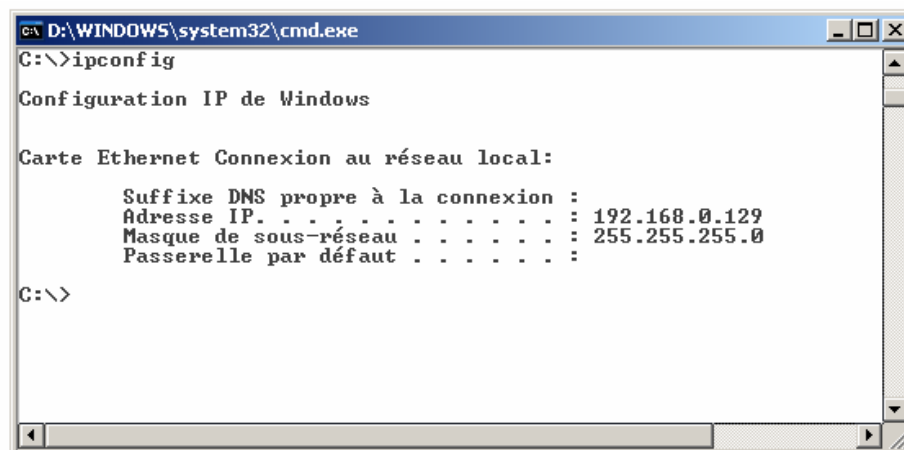 D:\WINDOWS\system32\cmd.exe
C:\>ipconfig
Configuration IP de Windows
Carte Ethernet Connexion au réseau local:
Suffixe DNS propre à la connexion :
Adresse IP. . . . . . . . . . . . : 192.168.0.129
Masque de sous-réseau . . . . . . : 255.255.255.0
Passerelle par défaut . . . . . . :
C:\>